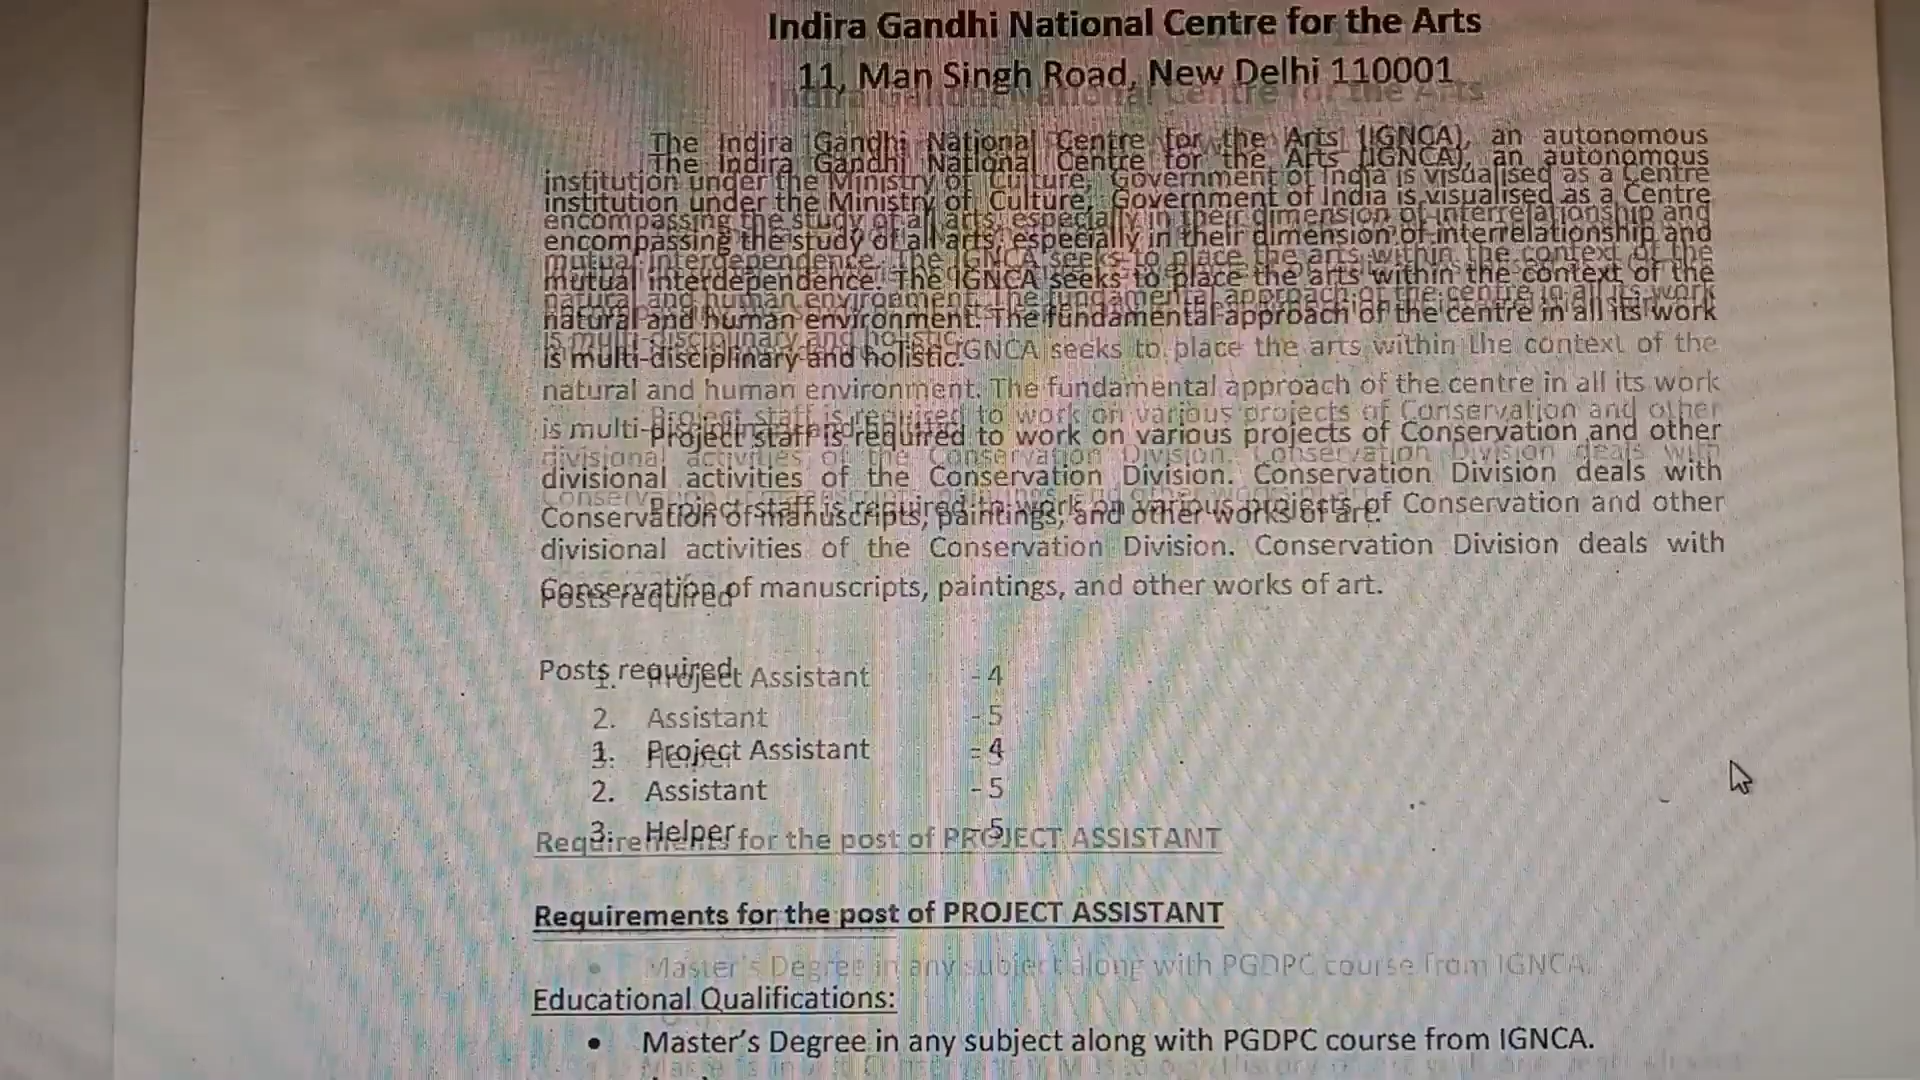 Indira Gandhi National Centre for the Arts
11, Man Singh Road, New Delhi 110001
The Indira Gandhi National Centre for the Arts (IGNCA), an autonomous
institution under the Ministry of Culture, Government of India is visualised as a Centre
encompassing the study of all arts, especially in their dimension of interrelationship and
mutual interdependence. The IGNCA seeks to place the arts within the context of the
natural and human environment. The fundamental approach of the centre in all its work
is multi-disciplinary and holistic.
Project staff is required to work on various projects of Conservation and other
divisional activities of the Conservation Division. Conservation Division deals with
Conservation of manuscripts, paintings, and other works of art.
Posts required
1. Project Assistant - 4
2. Assistant - 5
3. Helper - 5
Requirements for the post of PROJECT ASSISTANT
Educational Qualifications:
• Master's Degree in any subject along with PGDPC course from IGNCA.